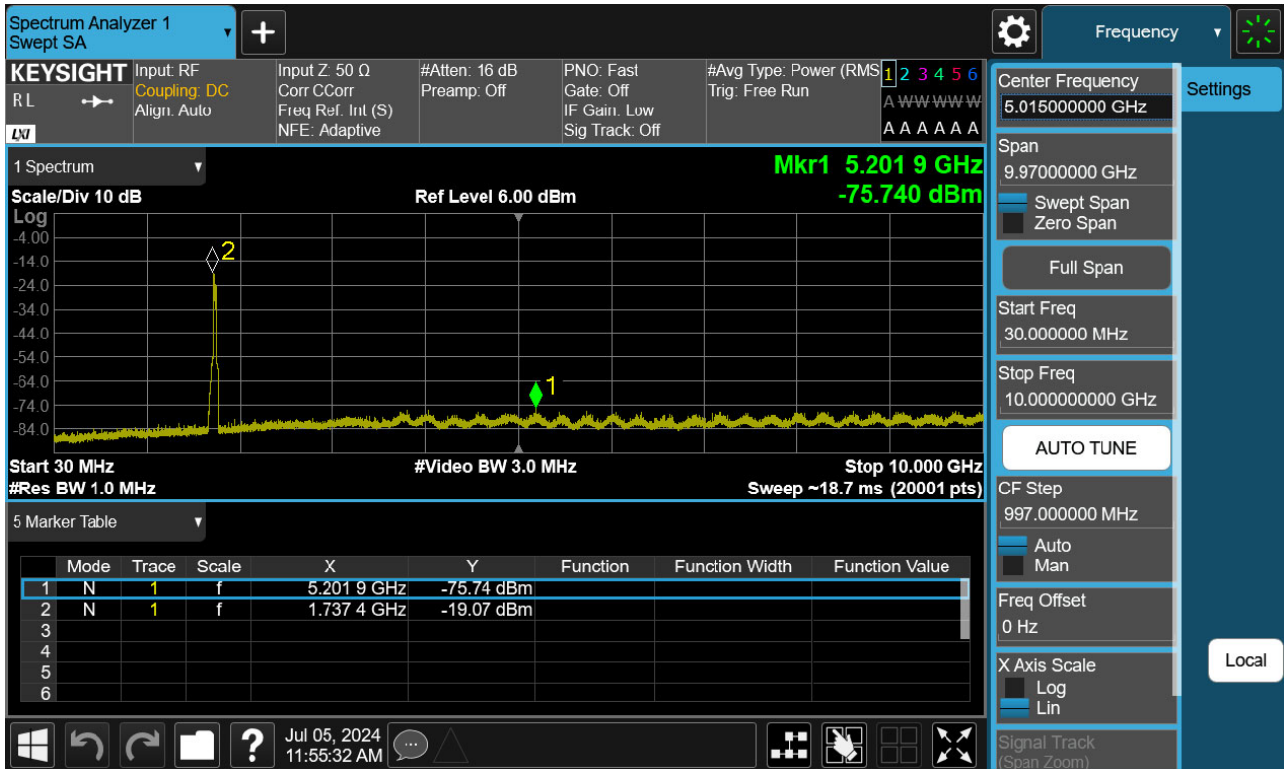 Spectrum Analyzer 1
Swept SA
+
Frequency
KEYSIGHT
R L
LXI
Input: RF
Coupling: DC
Align: Auto
Input Z: 50 Ω
Corr CCorr
Freq Ref: Int (S)
NFE: Adaptive
#Atten: 16 dB
Preamp: Off
PNO: Fast
Gate: Off
IF Gain: Low
Sig Track: Off
#Avg Type: Power (RMS
Trig: Free Run
1 2 3 4 5 6
A W W W W W
A A A A A A
1 Spectrum
Mkr1 5.201 9 GHz
-75.740 dBm
Scale/Div 10 dB
Ref Level 6.00 dBm
Log
-4.00
-14.0
-24.0
-34.0
-44.0
-54.0
-64.0
-74.0
-84.0
2
1
Start 30 MHz
#Video BW 3.0 MHz
Stop 10.000 GHz
#Res BW 1.0 MHz
Sweep ~18.7 ms (20001 pts)
5 Marker Table
Mode Trace Scale X Y Function Function Width Function Value
1 N 1 f 5.201 9 GHz -75.74 dBm
2 N 1 f 1.737 4 GHz -19.07 dBm
3
4
5
6
?
Jul 05, 2024
11:55:32 AM
Center Frequency
5.015000000 GHz
Settings
Span
9.97000000 GHz
Swept Span
Zero Span
Full Span
Start Freq
30.000000 MHz
Stop Freq
10.000000000 GHz
AUTO TUNE
CF Step
997.000000 MHz
Auto
Man
Freq Offset
0 Hz
X Axis Scale
Log
Lin
Local
Signal Track
(Span Zoom)